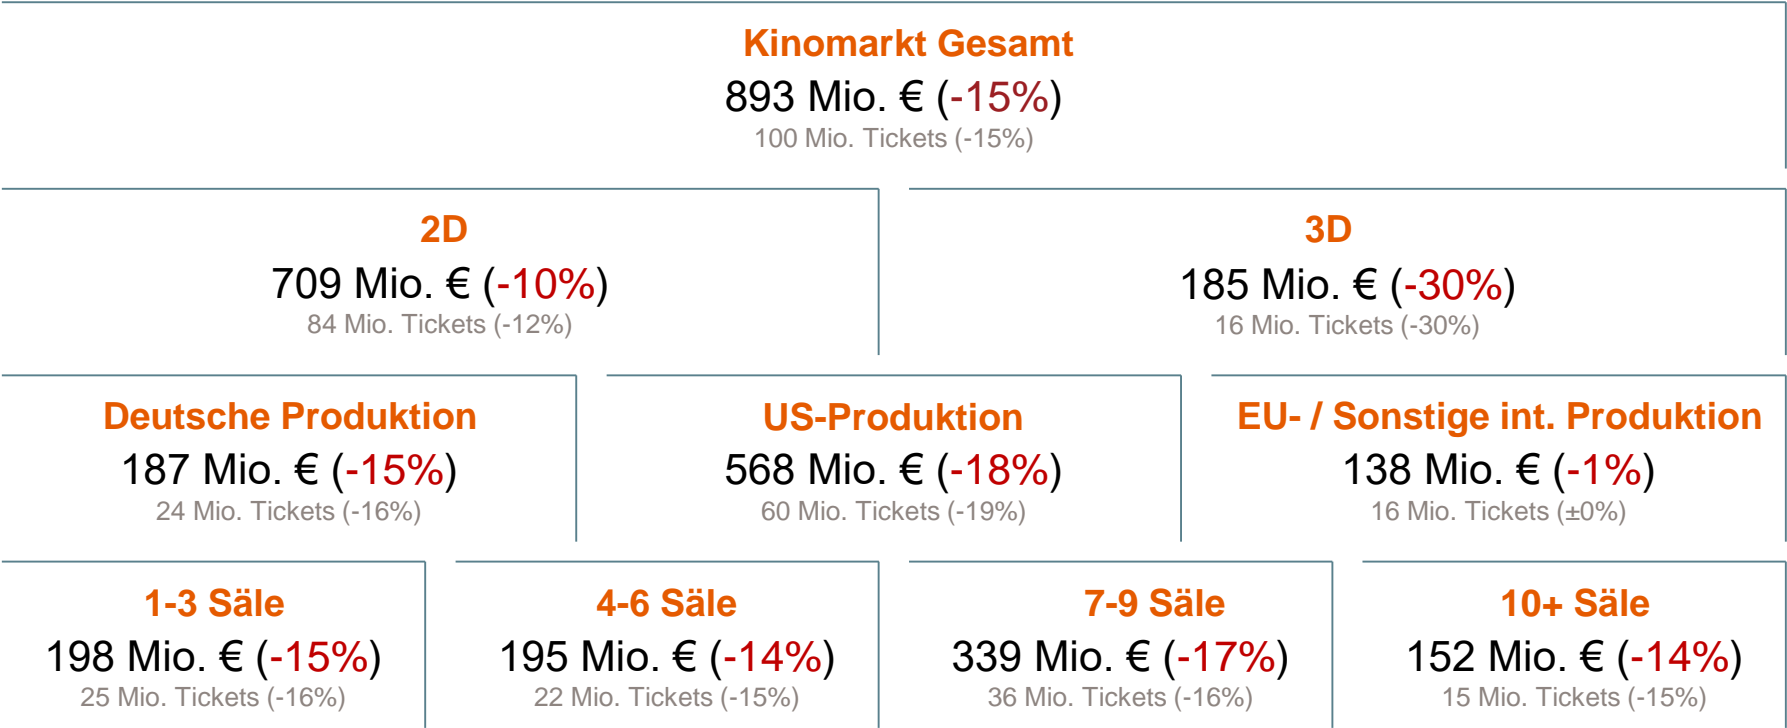 Kinomarkt Gesamt
893 Mio. € (-15%)
100 Mio. Tickets (-15%)
2D
709 Mio. € (-10%)
84 Mio. Tickets (-12%)
3D
185 Mio. € (-30%)
16 Mio. Tickets (-30%)
Deutsche Produktion
187 Mio. € (-15%)
24 Mio. Tickets (-16%)
US-Produktion
568 Mio. € (-18%)
60 Mio. Tickets (-19%)
EU- / Sonstige int. Produktion
138 Mio. € (-1%)
16 Mio. Tickets (±0%)
1-3 Säle
198 Mio. € (-15%)
25 Mio. Tickets (-16%)
4-6 Säle
195 Mio. € (-14%)
22 Mio. Tickets (-15%)
7-9 Säle
339 Mio. € (-17%)
36 Mio. Tickets (-16%)
10+ Säle
152 Mio. € (-14%)
15 Mio. Tickets (-15%)